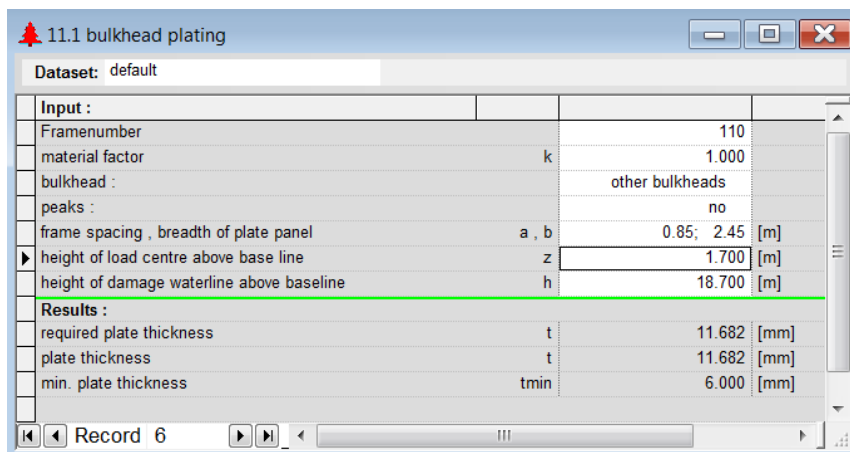 11.1 bulkhead plating
Dataset: default
Input :
Framenumber 110
material factor k 1.000
bulkhead : other bulkheads
peaks : no
frame spacing , breadth of plate panel a , b 0.85; 2.45 [m]
height of load centre above base line z 1.700 [m]
height of damage waterline above baseline h 18.700 [m]
Results :
required plate thickness t 11.682 [mm]
plate thickness t 11.682 [mm]
min. plate thickness tmin 6.000 [mm]
Record 6